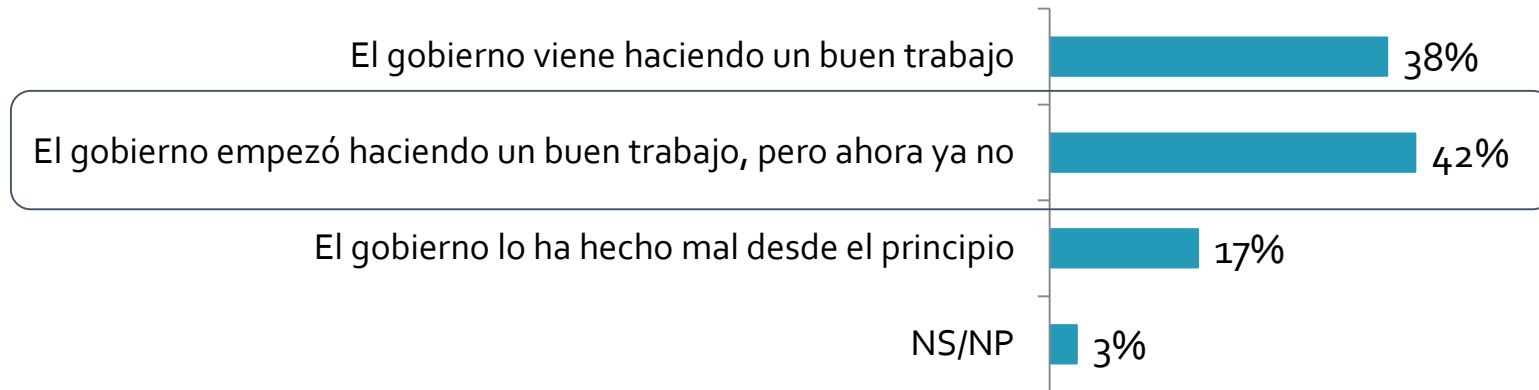 El gobierno viene haciendo un buen trabajo 38%
El gobierno empezó haciendo un buen trabajo, pero ahora ya no 42%
El gobierno lo ha hecho mal desde el principio 17%
NS/NP 3%